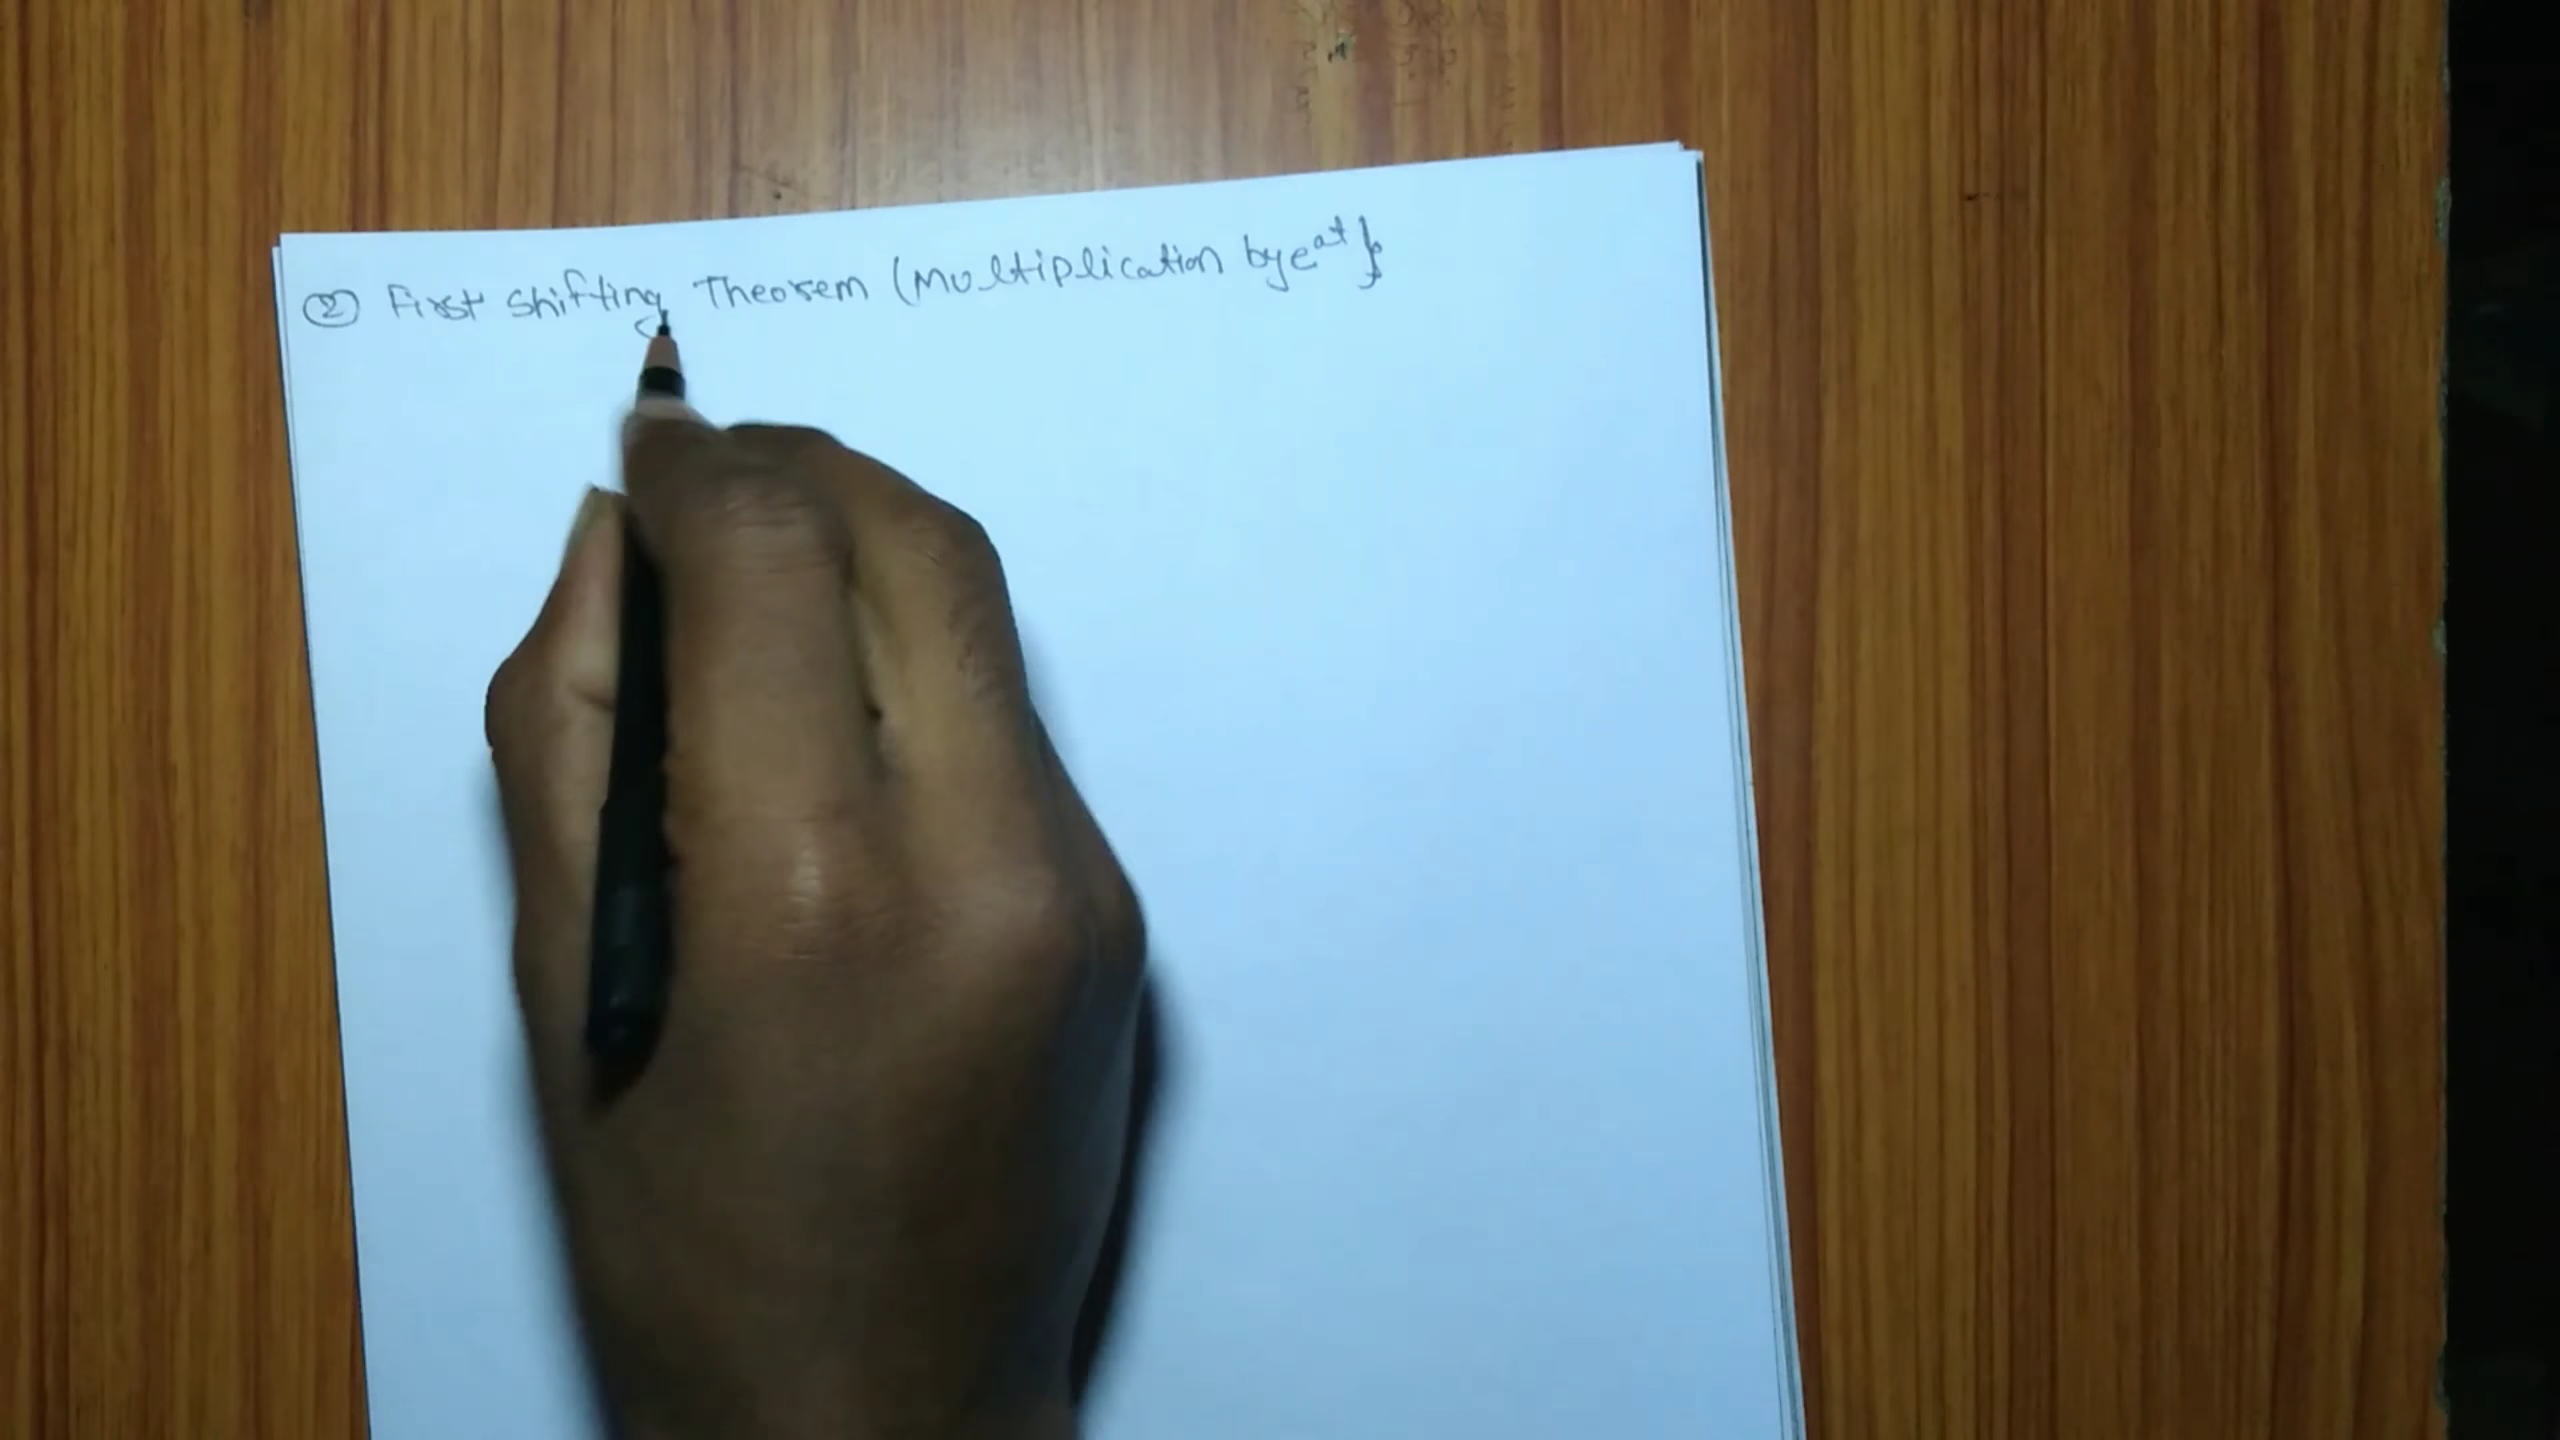 ② First Shifting Theorem (Multiplication by e^at}